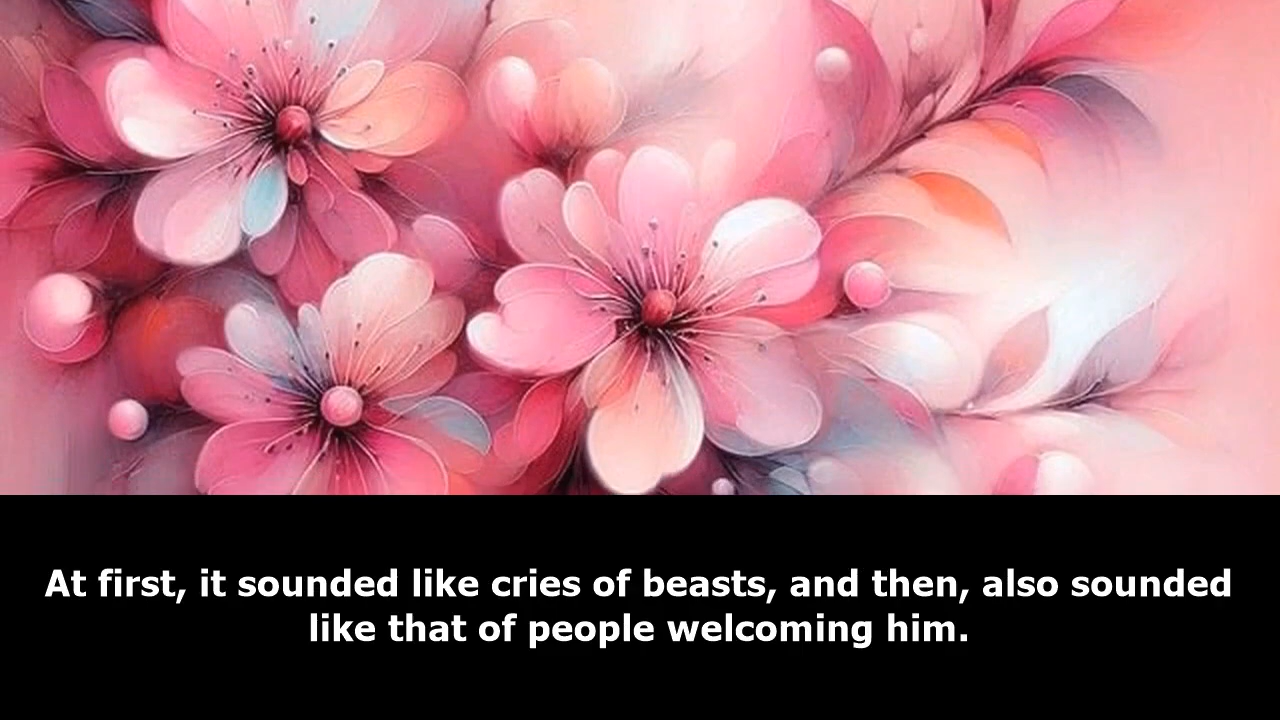 At first, it sounded like cries of beasts, and then, also sounded
like that of people welcoming him.